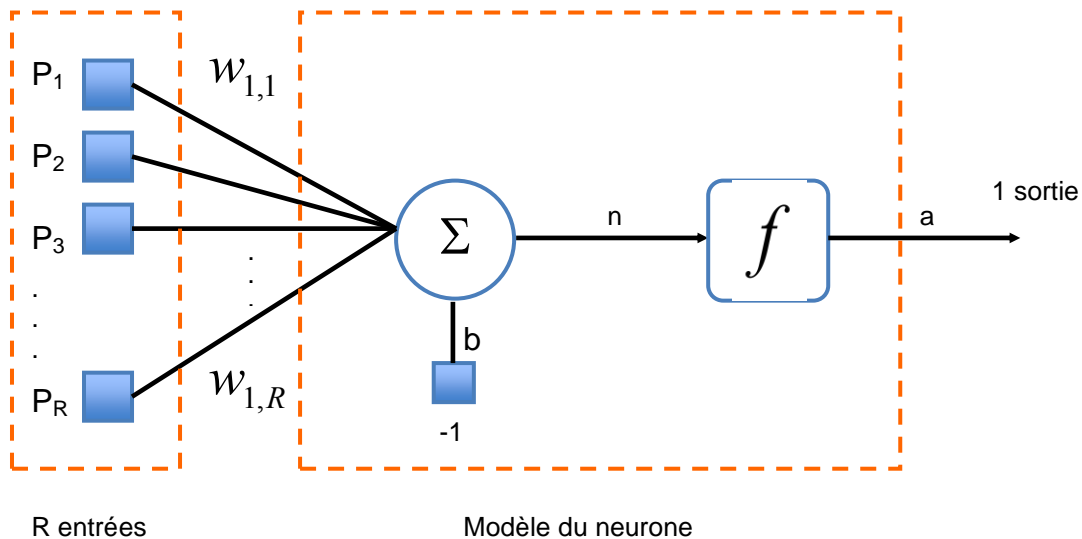 P1
w1,1
P2
P3
.
.
.
.
.
.
PR
w1,R
Σ
b
-1
n
f
a
1 sortie
R entrées
Modèle du neurone